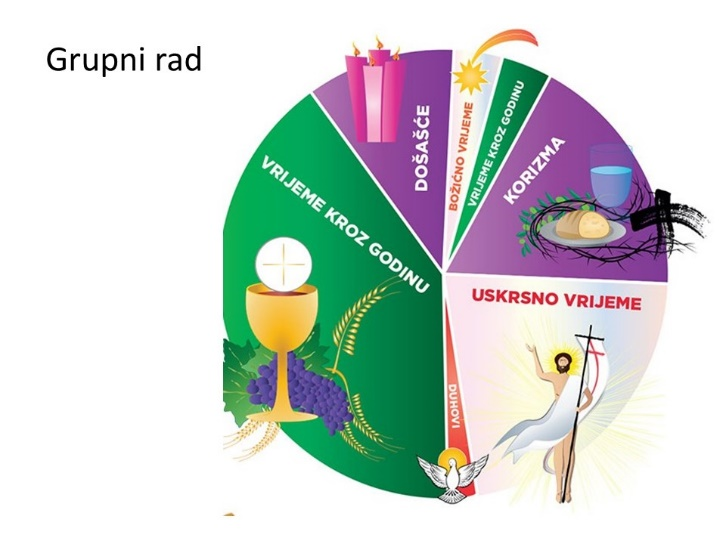 Grupni rad
DOŠAŠĆE
BOŽIĆNO VRIJEME
VRIJEME KROZ GODINU
KORIZMA
USKRSNO VRIJEME
DUHOVI
VRIJEME KROZ GODINU